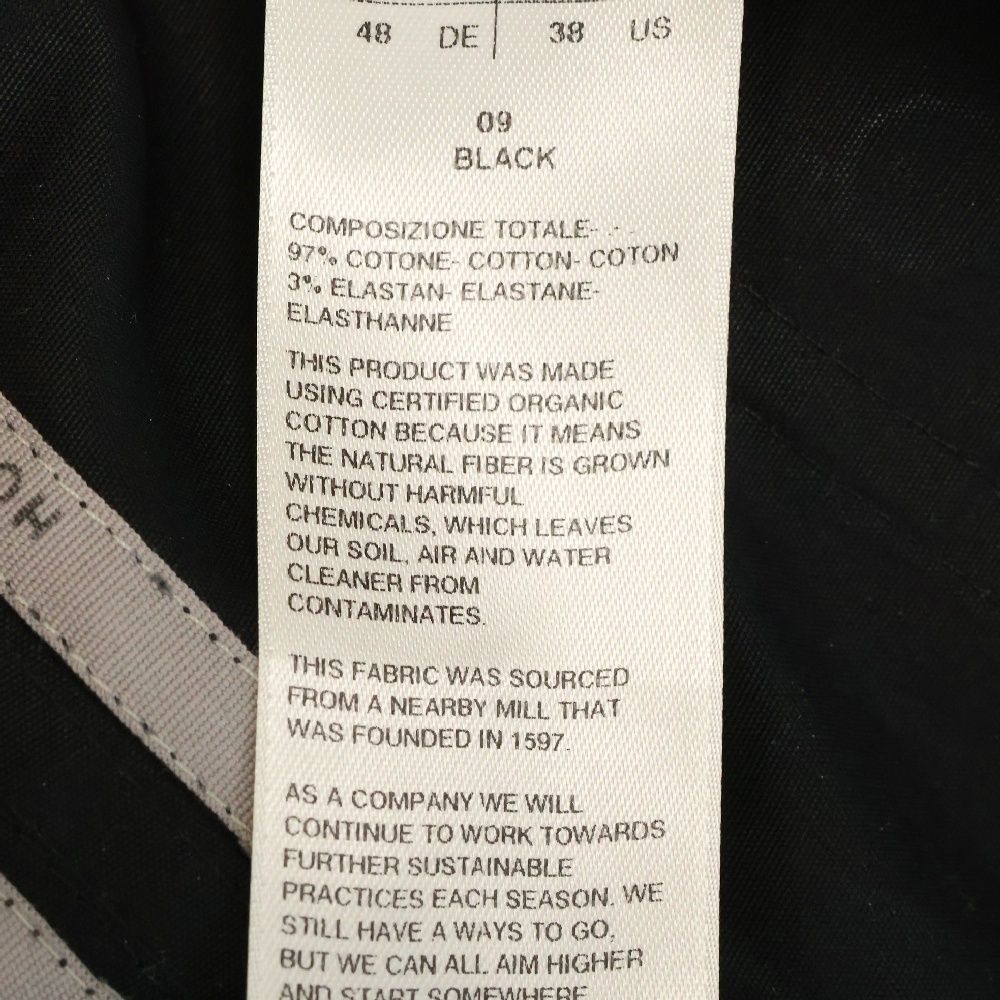 48 DE | 38 US
09
BLACK
COMPOSIZIONE TOTALE-
97% COTONE- COTTON- COTON
3% ELASTAN- ELASTANE-
ELASTHANNE
THIS PRODUCT WAS MADE
USING CERTIFIED ORGANIC
COTTON BECAUSE IT MEANS
THE NATURAL FIBER IS GROWN
WITHOUT HARMFUL
CHEMICALS, WHICH LEAVES
OUR SOIL, AIR AND WATER
CLEANER FROM
CONTAMINATES.
THIS FABRIC WAS SOURCED
FROM A NEARBY MILL THAT
WAS FOUNDED IN 1597.
AS A COMPANY WE WILL
CONTINUE TO WORK TOWARDS
FURTHER SUSTAINABLE
PRACTICES EACH SEASON. WE
STILL HAVE A WAYS TO GO,
BUT WE CAN ALL AIM HIGHER
AND START SOMEWHERE